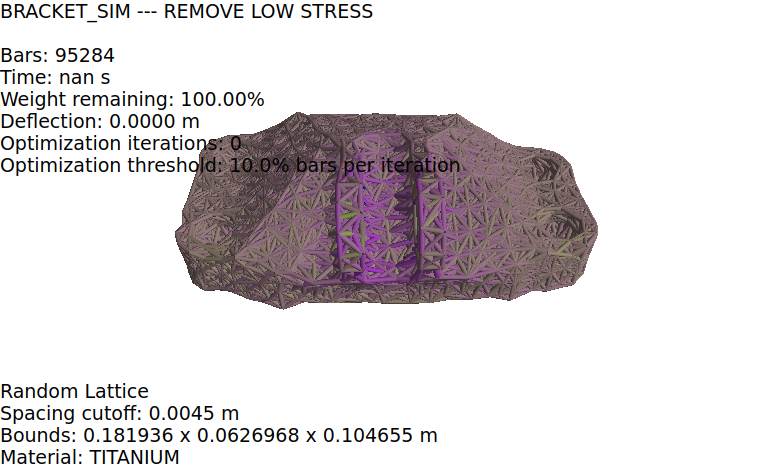 BRACKET_SIM --- REMOVE LOW STRESS
Bars: 95284
Time: nan s
Weight remaining: 100.00%
Deflection: 0.0000 m
Optimization iterations: 0
Optimization threshold: 10.0% bars per iteration
Random Lattice
Spacing cutoff: 0.0045 m
Bounds: 0.181936 x 0.0626968 x 0.104655 m
Material: TITANIUM